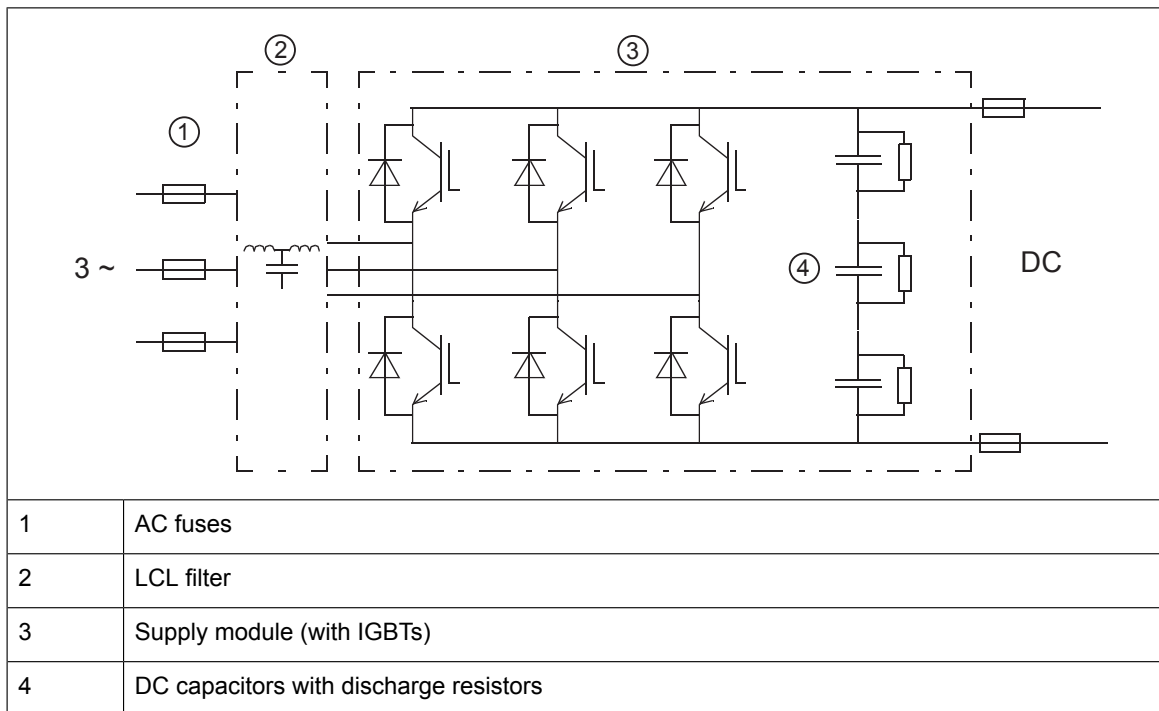 2
3
1
3 ~
4
DC
1 AC fuses
2 LCL filter
3 Supply module (with IGBTs)
4 DC capacitors with discharge resistors